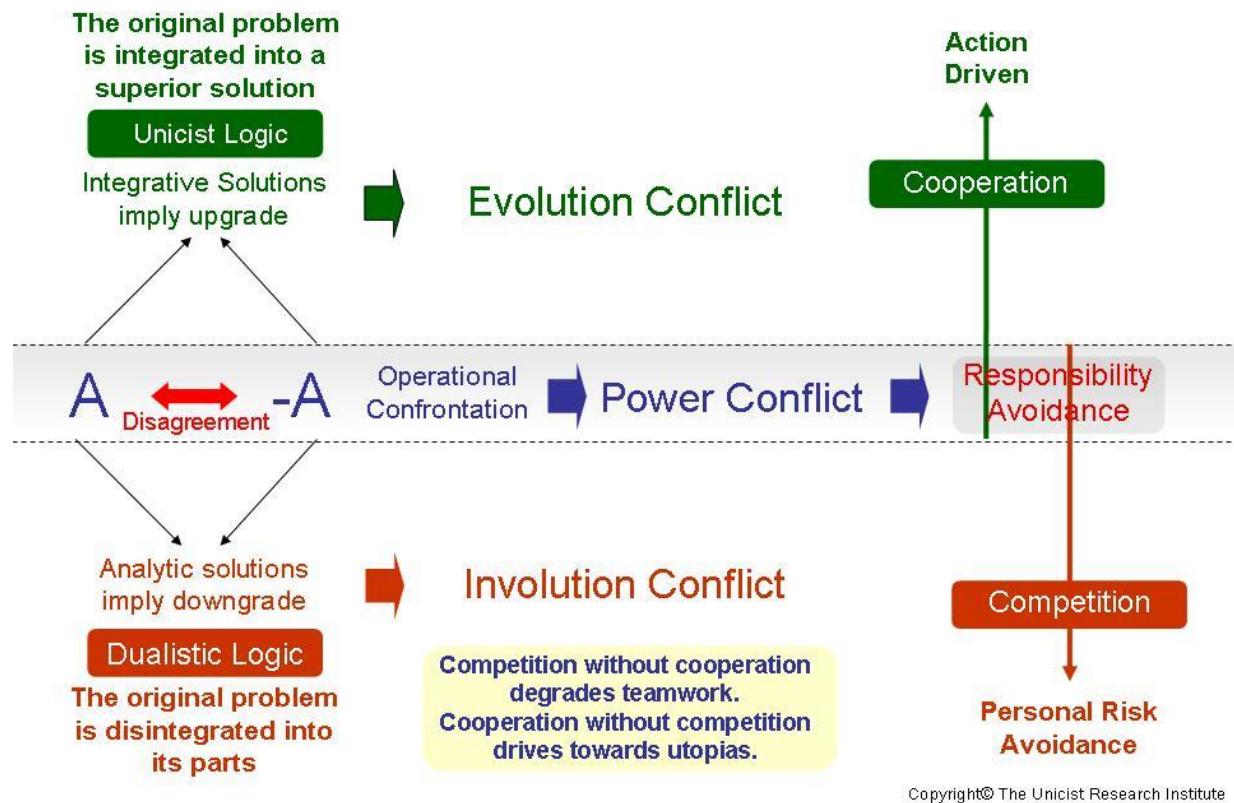 The original problem
is integrated into a
superior solution
Unicist Logic
Integrative Solutions
imply upgrade
Evolution Conflict
Action
Driven
Cooperation
A
Disagreement
-A
Operational
Confrontation
Power Conflict
Responsibility
Avoidance
Analytic solutions
imply downgrade
Dualistic Logic
The original problem
is disintegrated into
its parts
Involution Conflict
Competition without cooperation
degrades teamwork.
Cooperation without competition
drives towards utopias.
Competition
Personal Risk
Avoidance
Copyright© The Unicist Research Institute